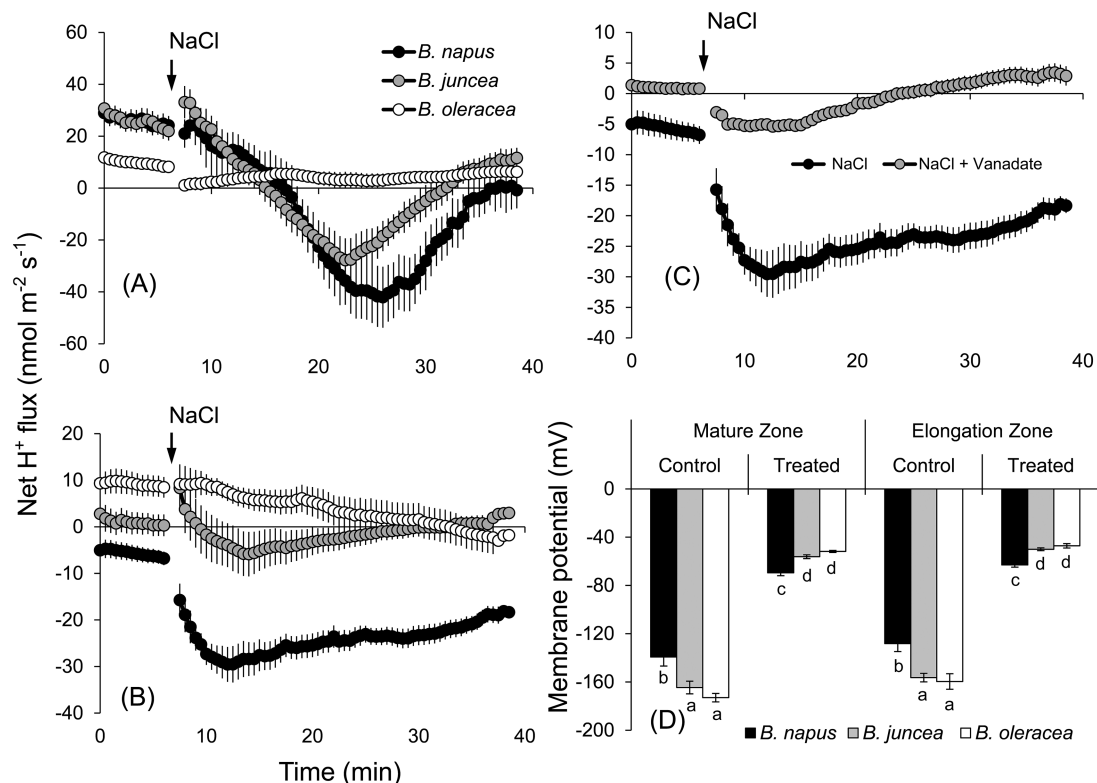 NaCl
60
40
20
0
-20
-40
-60
B. napus
B. juncea
B. oleracea
(A)
0 10 20 30 40
NaCl
20
10
0
-10
-20
-30
-40
(B)
0 10 20 30 40
Net H+ flux (nmol m-2 s-1)
Time (min)
NaCl
10
5
0
-5
-10
-15
-20
-25
-30
-35
-40
NaCl NaCl + Vanadate
(C)
0 10 20 30 40
Mature Zone Elongation Zone
Control Treated Control Treated
Membrane potential (mV)
0
-40
-80
-120
-160
-200
b a a c d d b a a c d d
(D)
B. napus B. juncea B. oleracea